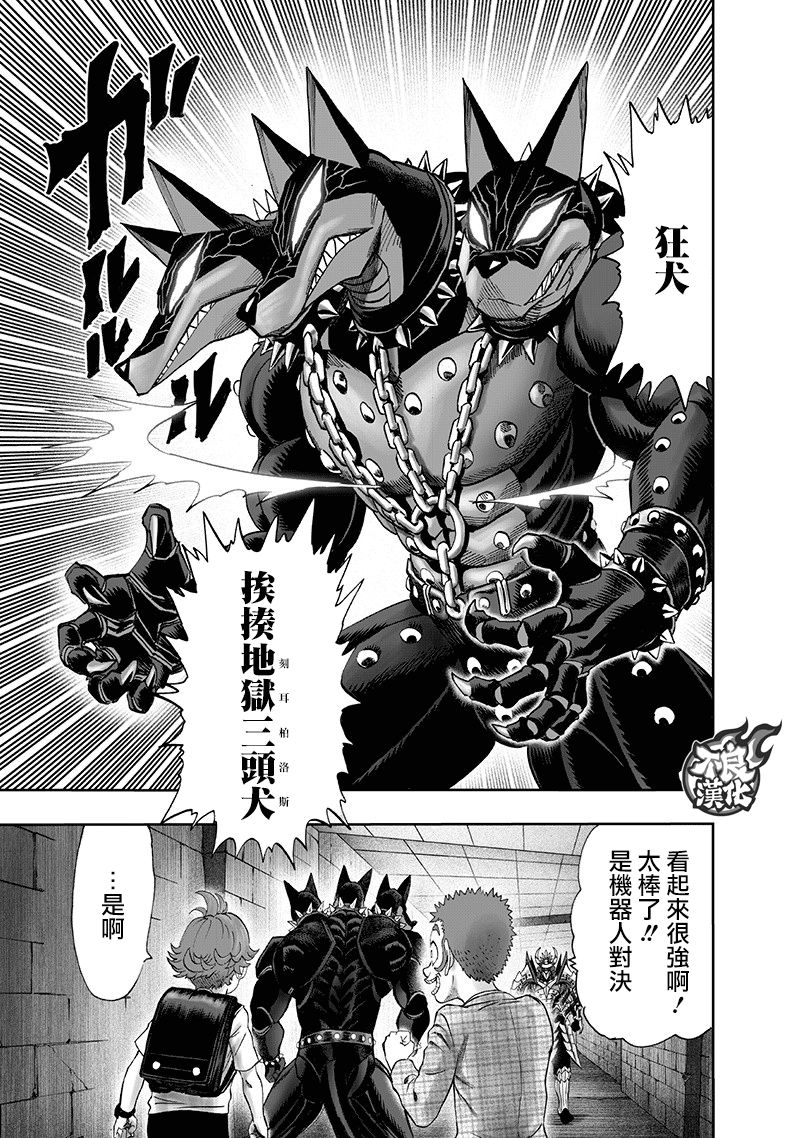 狂犬
ガルルル
挨揍地獄三頭犬
刻耳柏洛斯
看起來很強啊！
太棒了!!
是機器人對決
…是啊
不良
漢化